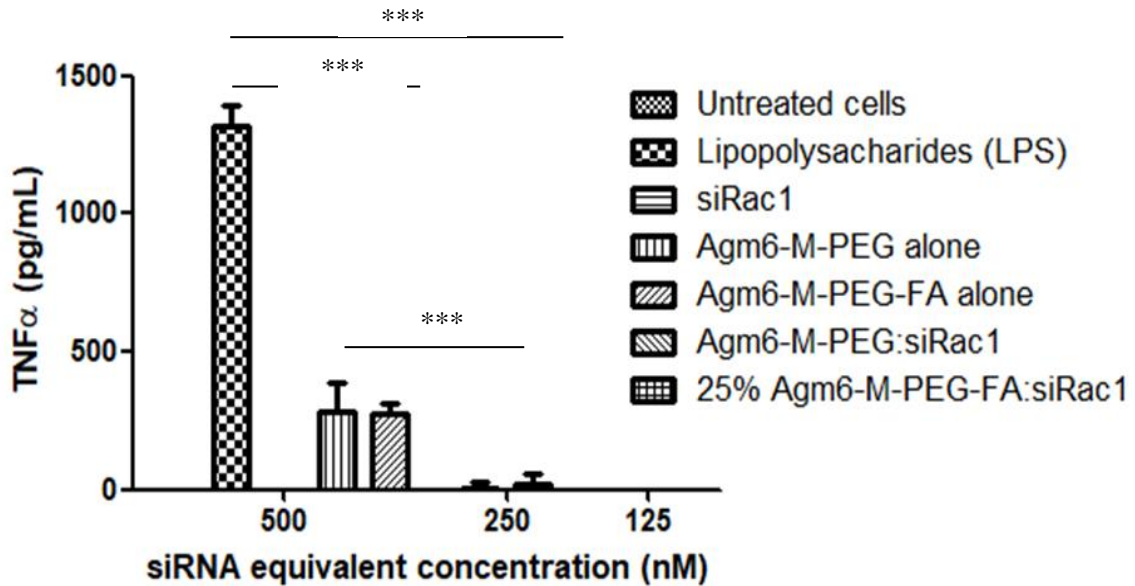 ***
***
1500
1000
500
0
TNFα (pg/mL)
***
500 250 125
siRNA equivalent concentration (nM)
Untreated cells
Lipopolysacharides (LPS)
siRac1
Agm6-M-PEG alone
Agm6-M-PEG-FA alone
Agm6-M-PEG:siRac1
25% Agm6-M-PEG-FA:siRac1